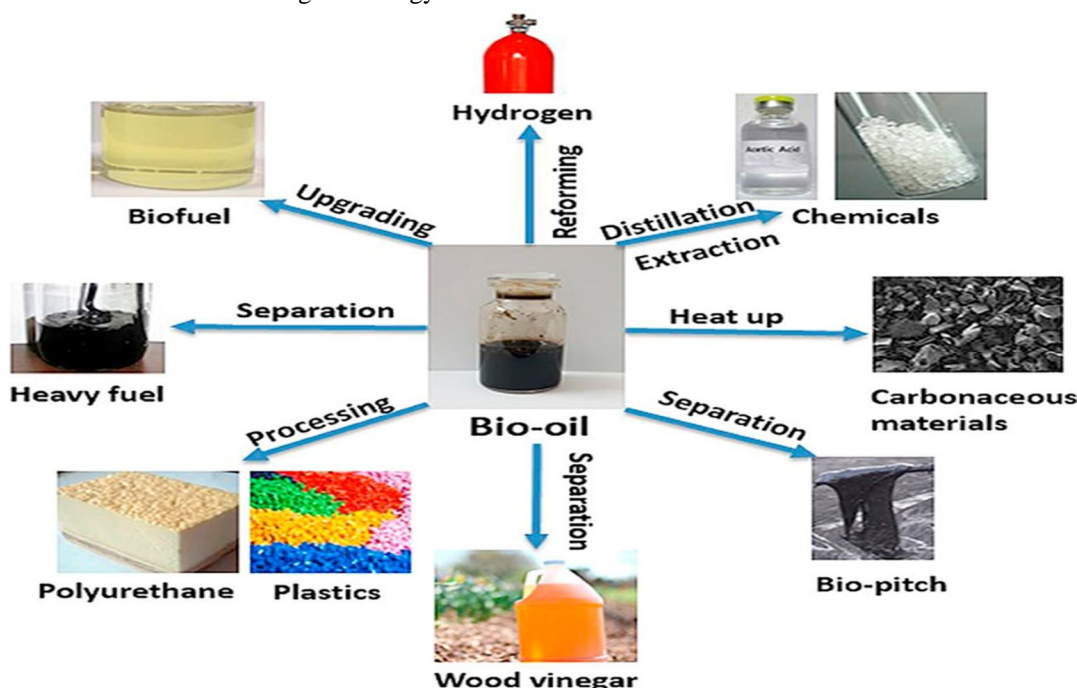 Hydrogen
Biofuel
Upgrading
Reforming
Distillation
Extraction
Acetic Acid
Chemicals
Separation
Heat up
Heavy fuel
Carbonaceous
materials
Processing
Bio-oil
Separation
Separation
Polyurethane
Plastics
Bio-pitch
Wood vinegar